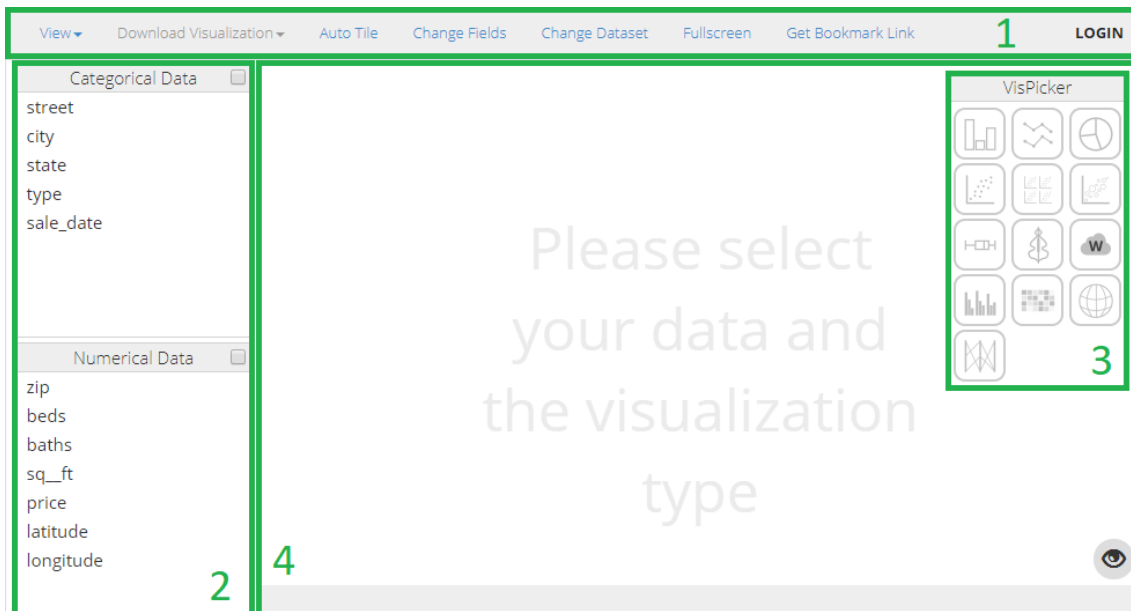 View Download Visualization Auto Tile Change Fields Change Dataset Fullscreen Get Bookmark Link 1 LOGIN
Categorical Data
street
city
state
type
sale_date
Numerical Data
zip
beds
baths
sq__ft
price
latitude
longitude
2
Please select
your data and
the visualization
type
4
VisPicker
W
3